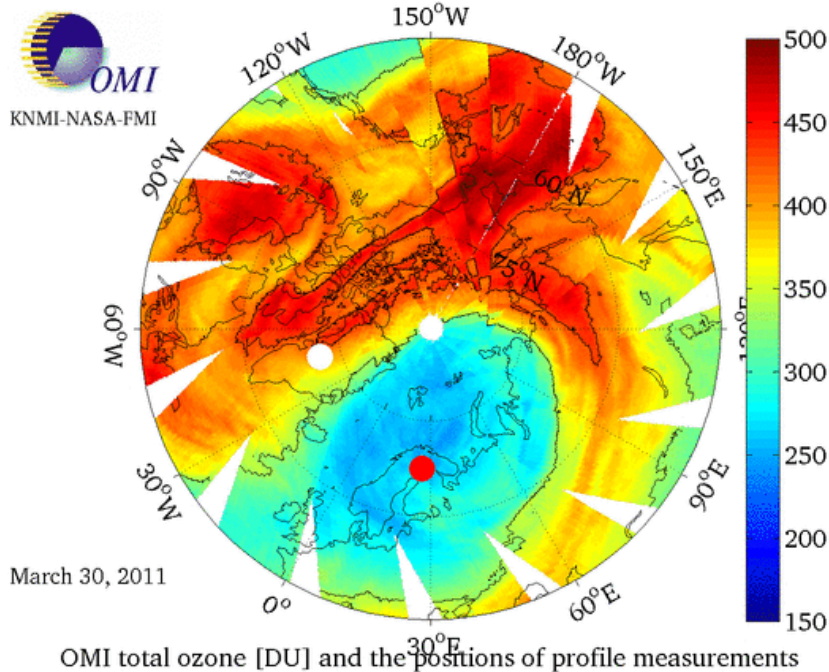 150°W
OMI
KNMI-NASA-FMI
120°W
180°W
500
90°W
150°E
450
60°N
400
75°N
350
60°W
300
250
30°W
90°E
200
March 30, 2011
0°
60°E
150
30°E
OMI total ozone [DU] and the positions of profile measurements